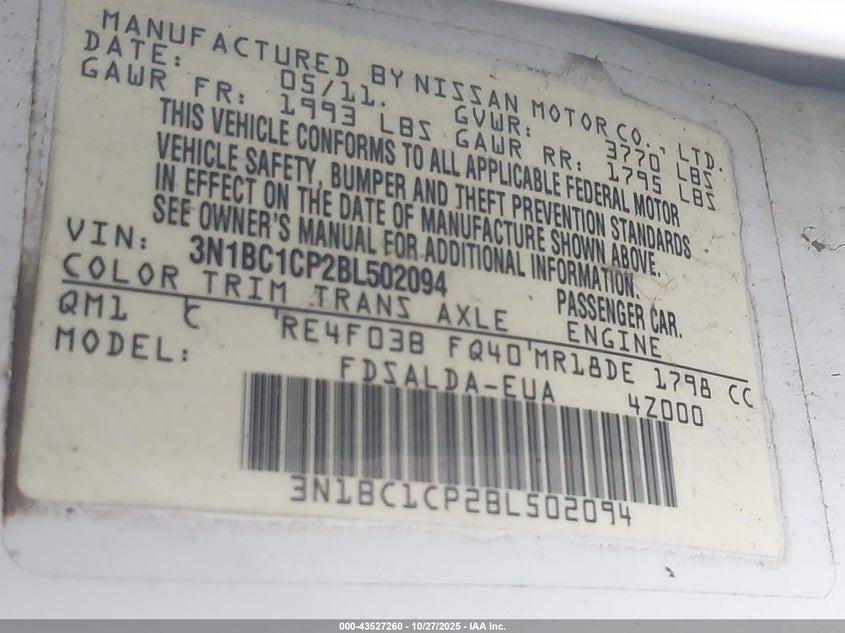 MANUFACTURED BY NISSAN MOTOR CO., LTD.
DATE: 05/11. GVWR: 3770 LBS
GAWR FR: 1993 LBS GAWR RR: 1795 LBS
THIS VEHICLE CONFORMS TO ALL APPLICABLE FEDERAL MOTOR
VEHICLE SAFETY, BUMPER AND THEFT PREVENTION STANDARDS
IN EFFECT ON THE DATE OF MANUFACTURE SHOWN ABOVE.
SEE OWNER'S MANUAL FOR ADDITIONAL INFORMATION.
VIN: 3N1BC1CP2BL502094 PASSENGER CAR.
COLOR TRIM TRANS AXLE ENGINE
QM1 C RE4F03B FQ40 MR18DE 1798 CC
MODEL: FDSALDA-EUA 4Z000
3N1BC1CP2BL502094
000-43527260 - 10/27/2025 - IAA Inc.